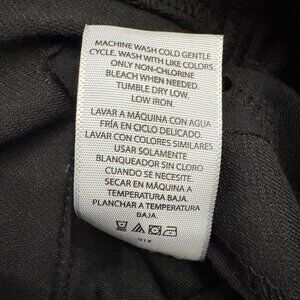 MACHINE WASH COLD GENTLE
CYCLE. WASH WITH LIKE COLORS.
ONLY NON-CHLORINE
BLEACH WHEN NEEDED.
TUMBLE DRY LOW.
LOW IRON.
LAVAR A MÁQUINA CON AGUA
FRÍA EN CICLO DELICADO.
LAVAR CON COLORES SIMILARES
USAR SOLAMENTE
BLANQUEADOR SIN CLORO
CUANDO SE NECESITE.
SECAR EN MÁQUINA A
TEMPERATURA BAJA.
PLANCHAR A TEMPERATURA
BAJA.